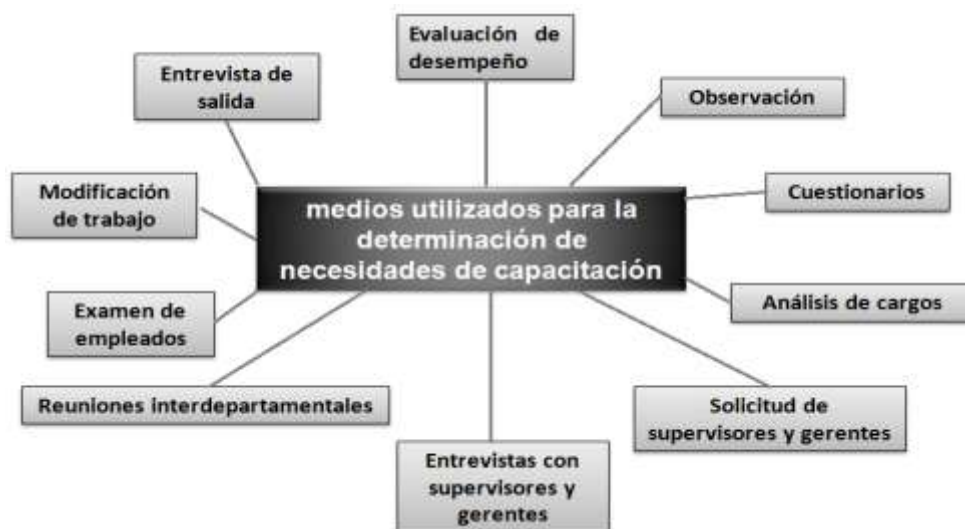 Evaluación de
desempeño
Entrevista de
salida
Observación
Modificación
de trabajo
Cuestionarios
medios utilizados para la
determinación de
necesidades de capacitación
Examen de
empleados
Análisis de cargos
Reuniones interdepartamentales
Solicitud de
supervisores y gerentes
Entrevistas con
supervisores y
gerentes